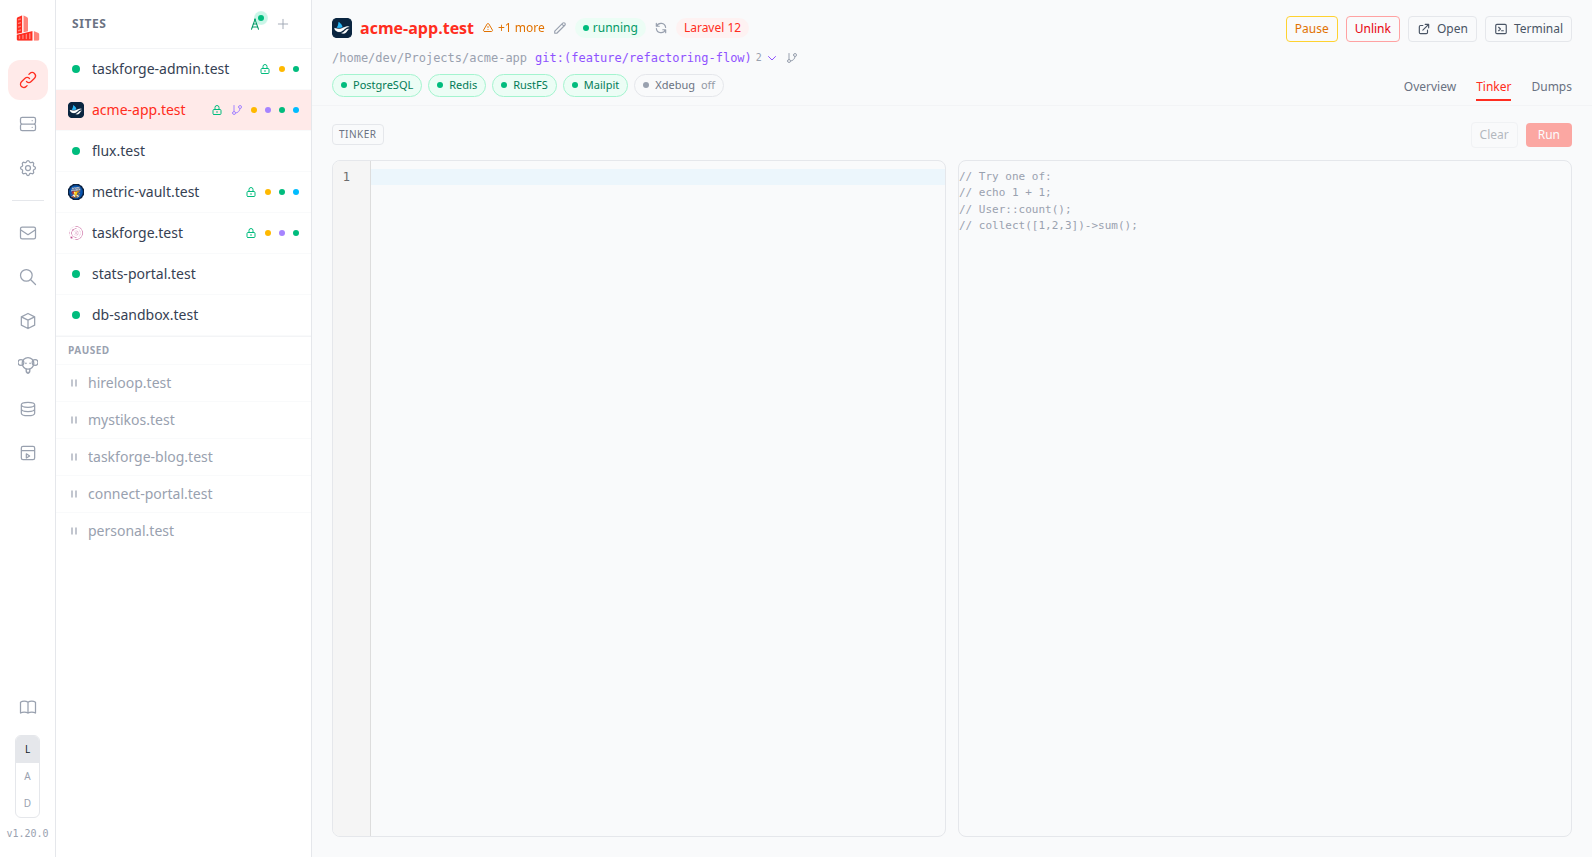 SITES
taskforge-admin.test
acme-app.test
flux.test
metric-vault.test
taskforge.test
stats-portal.test
db-sandbox.test
PAUSED
hireloop.test
mystikos.test
taskforge-blog.test
connect-portal.test
personal.test
L
A
D
v1.20.0
acme-app.test +1 more running Laravel 12
Pause Unlink Open Terminal
/home/dev/Projects/acme-app git:(feature/refactoring-flow) 2
PostgreSQL Redis RustFS Mailpit Xdebug off
Overview Tinker Dumps
TINKER
Clear Run
1
// Try one of:
// echo 1 + 1;
// User::count();
// collect([1,2,3])->sum();